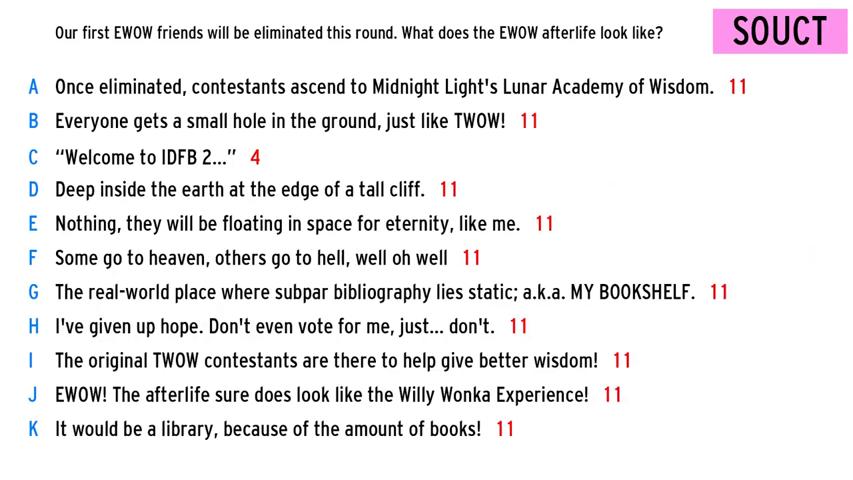 Our first EWOW friends will be eliminated this round. What does the EWOW afterlife look like?
SOUCT
A Once eliminated, contestants ascend to Midnight Light's Lunar Academy of Wisdom. 11
B Everyone gets a small hole in the ground, just like TWOW! 11
C “Welcome to IDFB 2...” 4
D Deep inside the earth at the edge of a tall cliff. 11
E Nothing, they will be floating in space for eternity, like me. 11
F Some go to heaven, others go to hell, well oh well 11
G The real-world place where subpar bibliography lies static; a.k.a. MY BOOKSHELF. 11
H I've given up hope. Don't even vote for me, just... don't. 11
I The original TWOW contestants are there to help give better wisdom! 11
J EWOW! The afterlife sure does look like the Willy Wonka Experience! 11
K It would be a library, because of the amount of books! 11